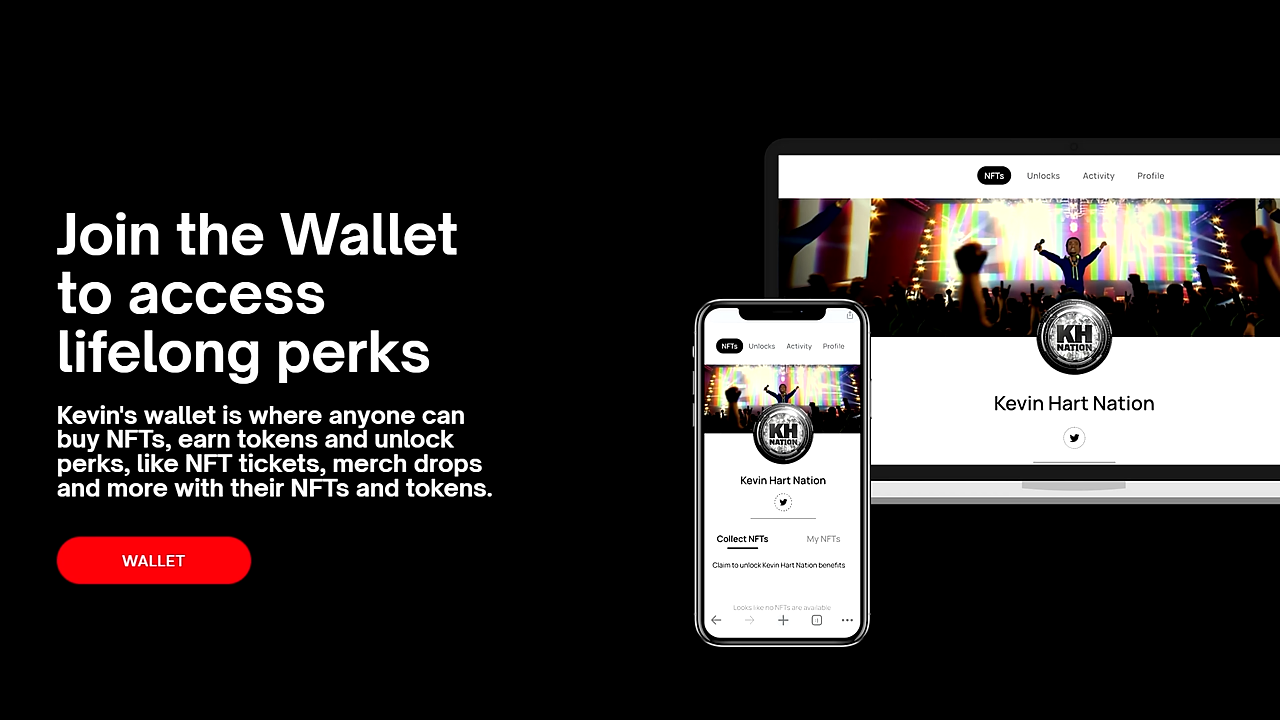 Join the Wallet
to access
lifelong perks
Kevin's wallet is where anyone can
buy NFTs, earn tokens and unlock
perks, like NFT tickets, merch drops
and more with their NFTs and tokens.
WALLET
NFTs Unlocks Activity Profile
KH
NATION
Kevin Hart Nation
NFTs Unlocks Activity Profile
KH
NATION
Kevin Hart Nation
Collect NFTs My NFTs
Claim to unlock Kevin Hart Nation benefits
Looks like no NFTs are available